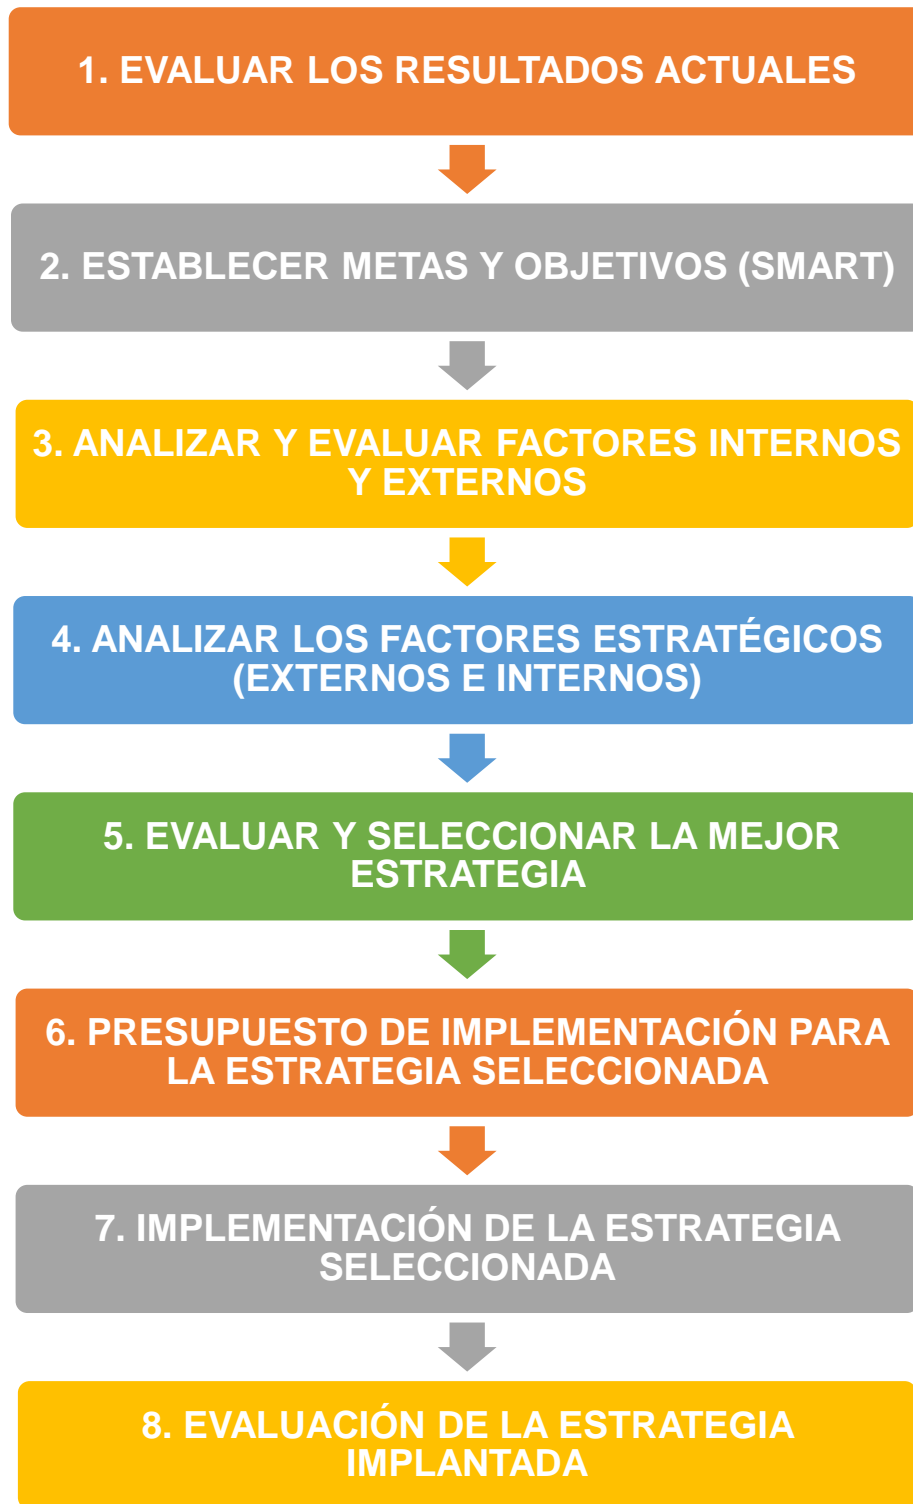 1. EVALUAR LOS RESULTADOS ACTUALES
2. ESTABLECER METAS Y OBJETIVOS (SMART)
3. ANALIZAR Y EVALUAR FACTORES INTERNOS
Y EXTERNOS
4. ANALIZAR LOS FACTORES ESTRATÉGICOS
(EXTERNOS E INTERNOS)
5. EVALUAR Y SELECCIONAR LA MEJOR
ESTRATEGIA
6. PRESUPUESTO DE IMPLEMENTACIÓN PARA
LA ESTRATEGIA SELECCIONADA
7. IMPLEMENTACIÓN DE LA ESTRATEGIA
SELECCIONADA
8. EVALUACIÓN DE LA ESTRATEGIA
IMPLANTADA